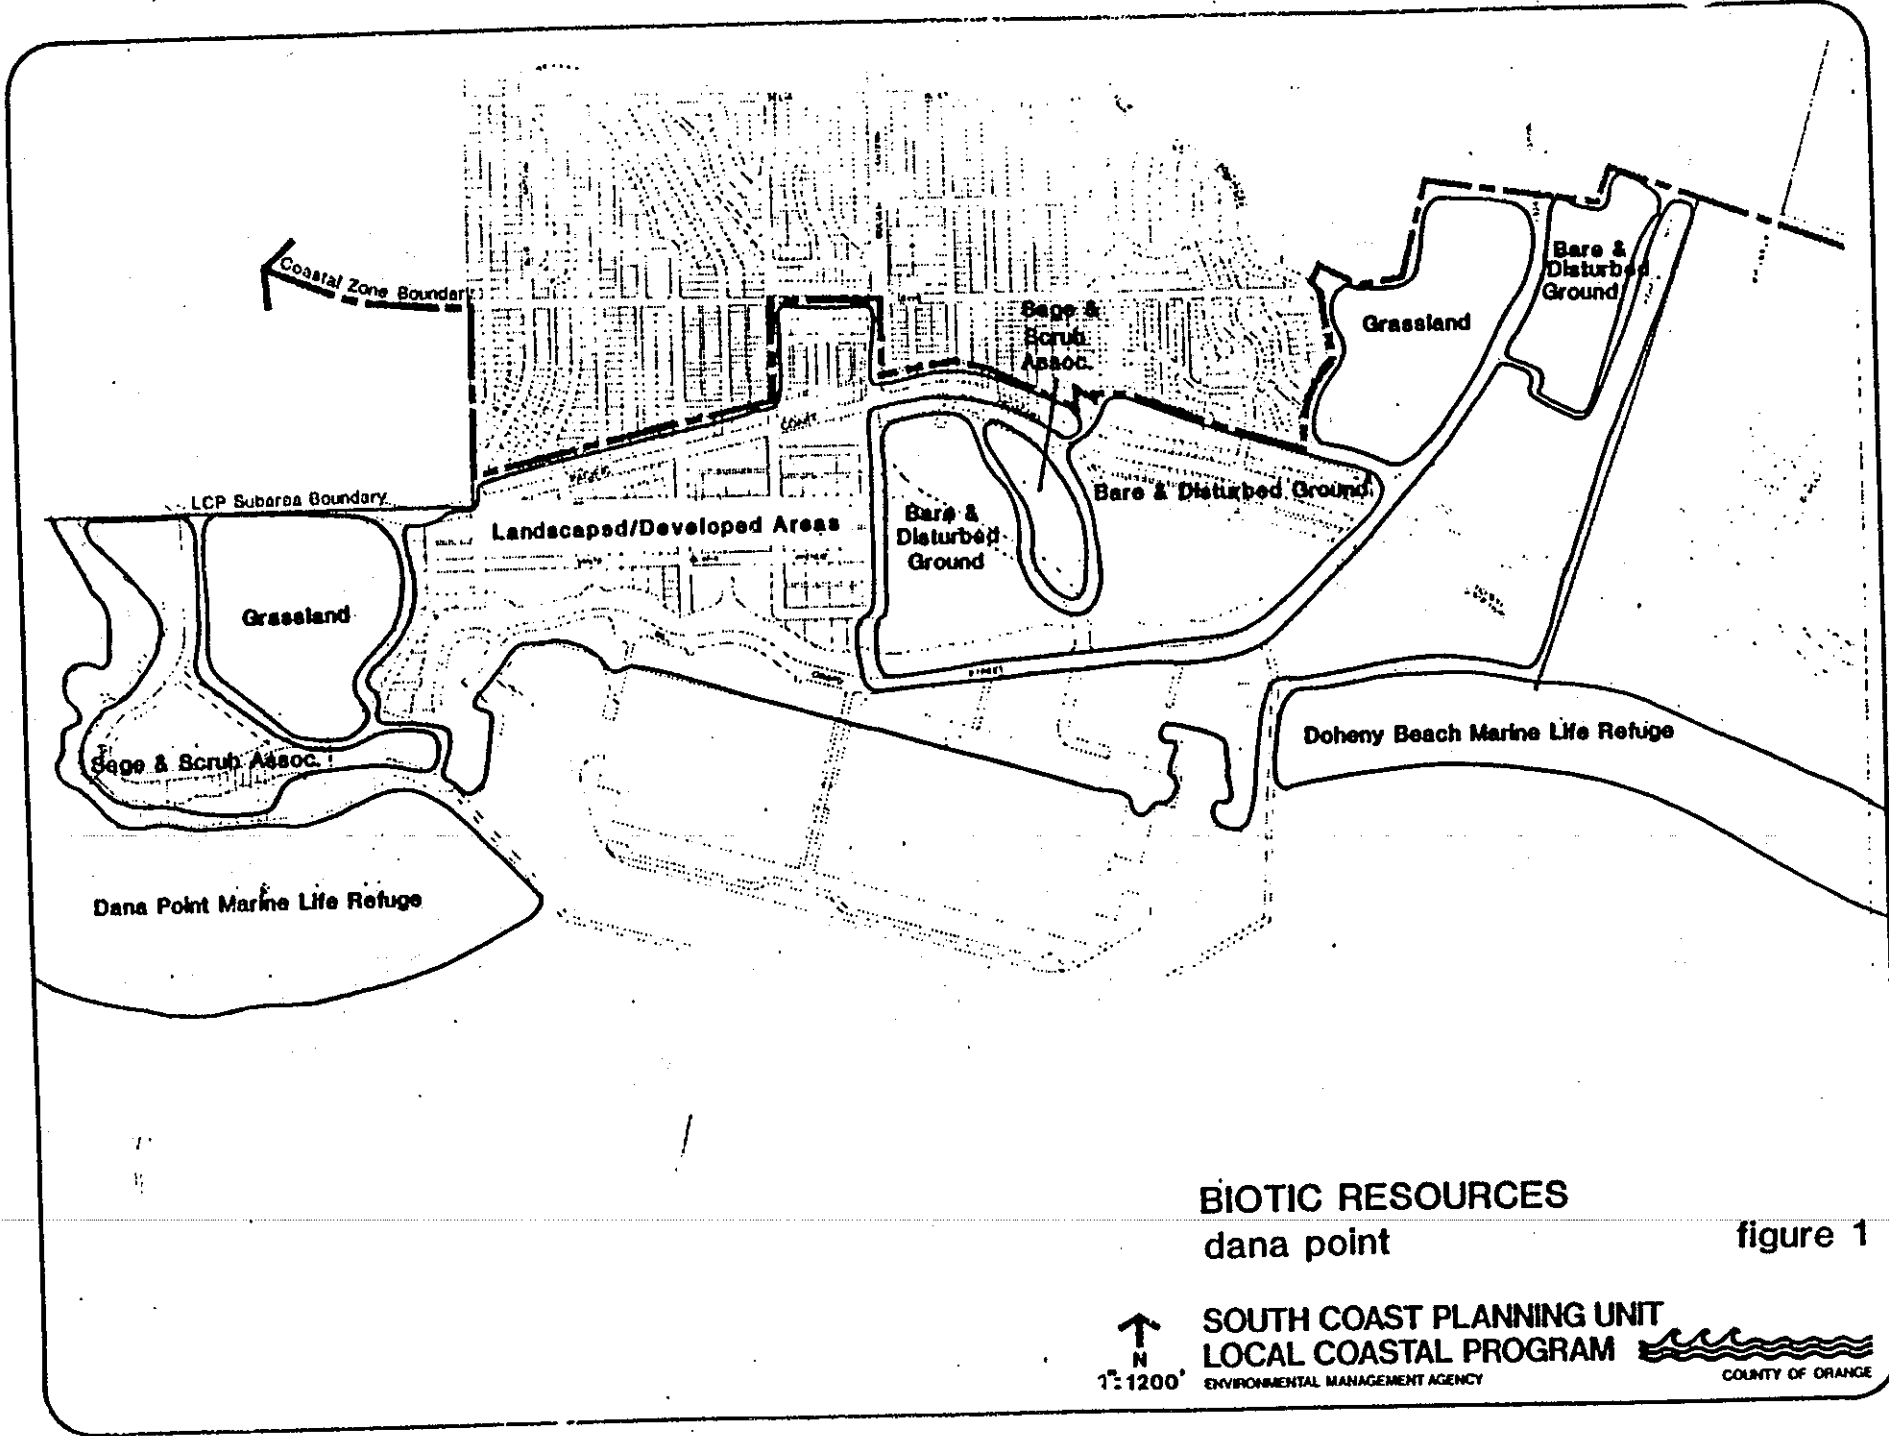 Coastal Zone Boundary
Sage &
Scrub
Assoc.
Bare &
Disturbed
Ground
Grassland
LCP Subarea Boundary
PACIFIC
COAST
Landscaped/Developed Areas
Bare &
Disturbed
Ground
Bare & Disturbed Ground
Grassland
Sage & Scrub Assoc.
Doheny Beach Marine Life Refuge
Dana Point Marine Life Refuge
BIOTIC RESOURCES
dana point
figure 1
SOUTH COAST PLANNING UNIT
LOCAL COASTAL PROGRAM
ENVIRONMENTAL MANAGEMENT AGENCY
COUNTY OF ORANGE
N
1"=1200'